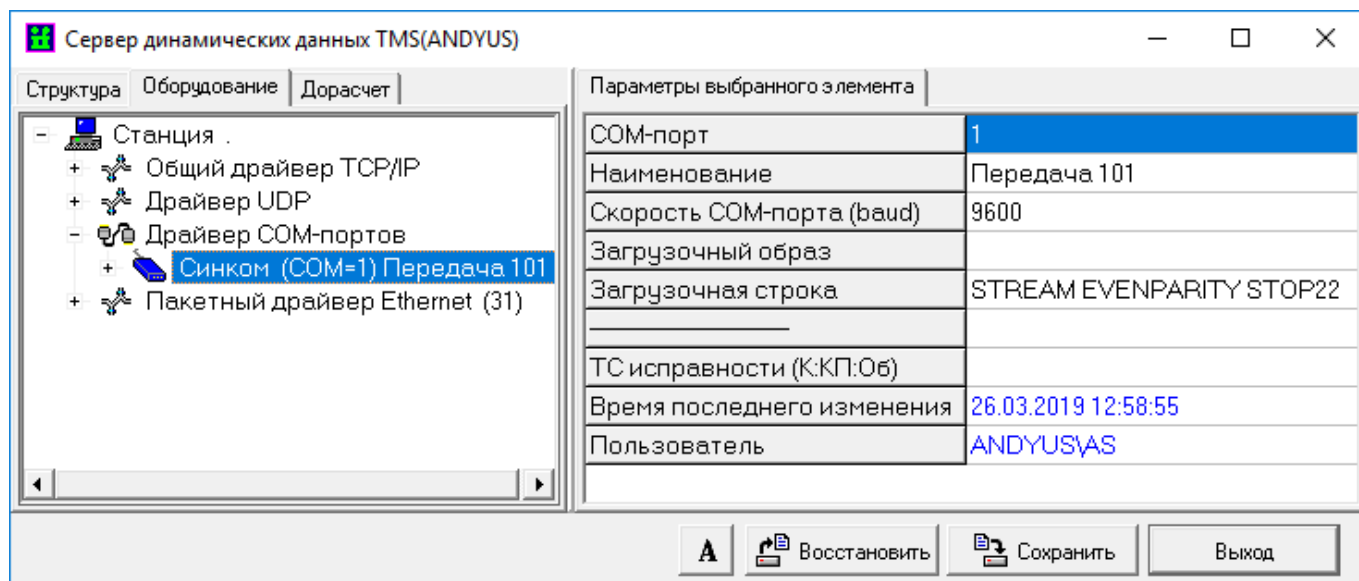 Сервер динамических данных TMS(ANDYUS)
Структура Оборудование Дорасчет
Станция .
Общий драйвер TCP/IP
Драйвер UDP
Драйвер COM-портов
Синком (COM=1) Передача 101
Пакетный драйвер Ethernet (31)
Параметры выбранного элемента
COM-порт 1
Наименование Передача 101
Скорость COM-порта (baud) 9600
Загрузочный образ
Загрузочная строка STREAM EVENPARITY STOP22
ТС исправности (К:КП:Об)
Время последнего изменения 26.03.2019 12:58:55
Пользователь ANDYUS\AS
A Восстановить Сохранить Выход